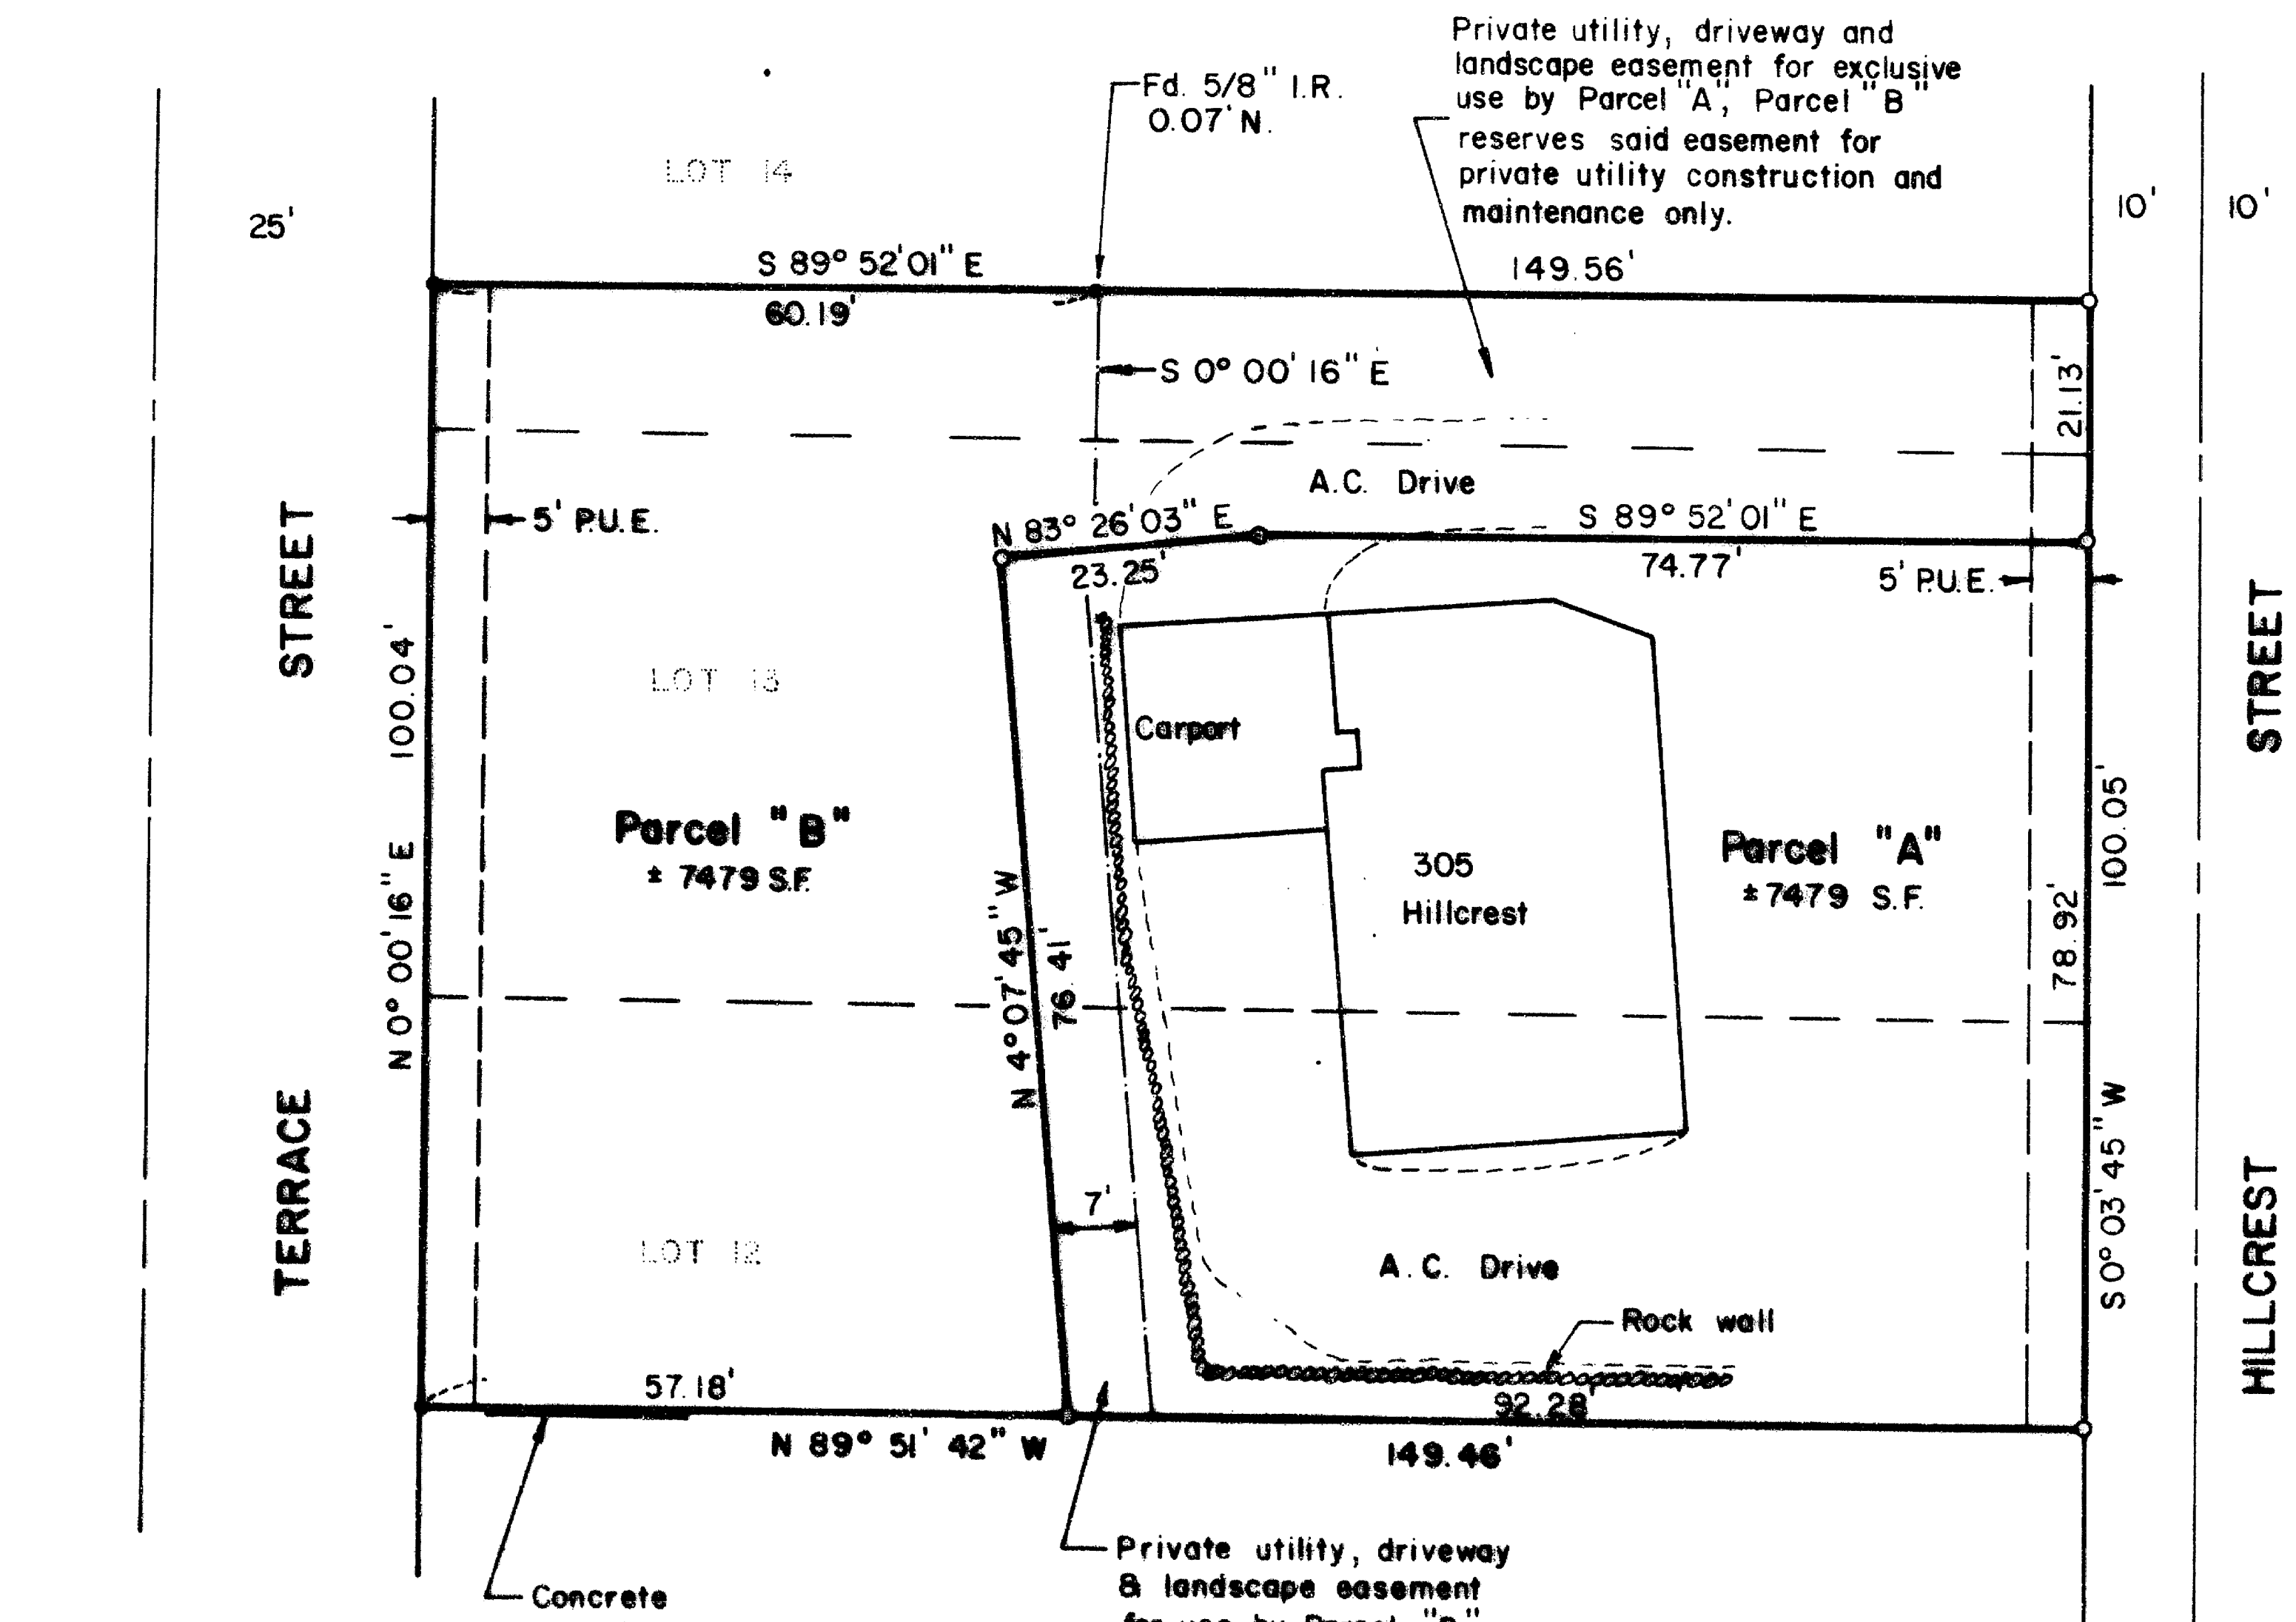 Private utility, driveway and
landscape easement for exclusive
use by Parcel "A", Parcel "B"
reserves said easement for
private utility construction and
maintenance only.
Fd. 5/8" I.R.
0.07' N.
LOT 14
25'
10'
10'
S 89° 52' 01" E
60.19'
149.56'
S 0° 00' 16" E
21.13'
A.C. Drive
5' P.U.E.
N 83° 26' 03" E
23.25'
S 89° 52' 01" E
74.77'
5' P.U.E.
STREET
STREET
100.04'
LOT 13
Carport
Parcel "B"
± 7479 S.F.
305
Hillcrest
Parcel "A"
± 7479 S.F.
100.05'
78.92'
N 0° 00' 16" E
N 4° 07' 45" W
76.41'
S 0° 03' 45" W
TERRACE
HILLCREST
LOT 12
7'
A.C. Drive
Rock wall
57.18'
92.28'
N 89° 51' 42" W
149.46'
Concrete
Private utility, driveway
& landscape easement
for use by Parcel "B"